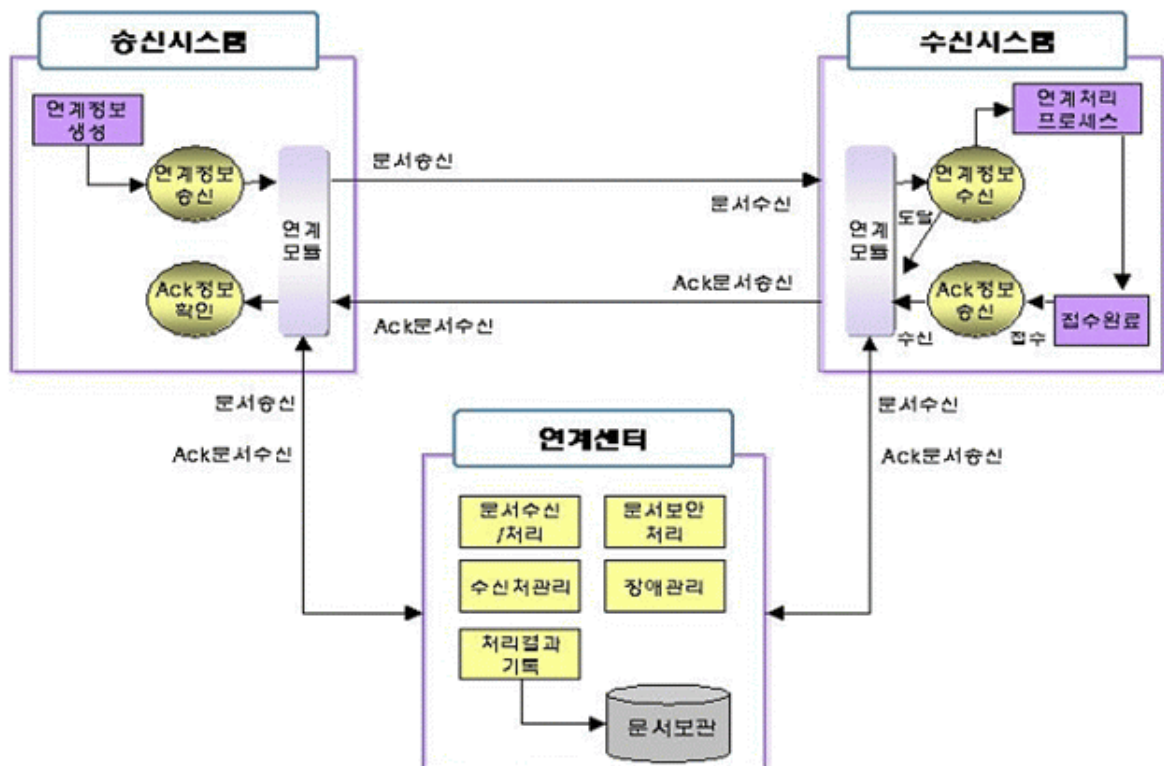 송신시스템
수신시스템
연계정보
생성
연계정보
송신
연계
모듈
Ack정보
확인
문서송신
문서수신
Ack문서송신
Ack문서수신
연계처리
프로세스
연계정보
수신
도달
연계
모듈
Ack정보
송신
수신
접수
접수완료
문서송신
Ack문서수신
문서수신
Ack문서송신
연계센터
문서수신
/처리
문서보안
처리
수신처관리
장애관리
처리결과
기록
문서보관